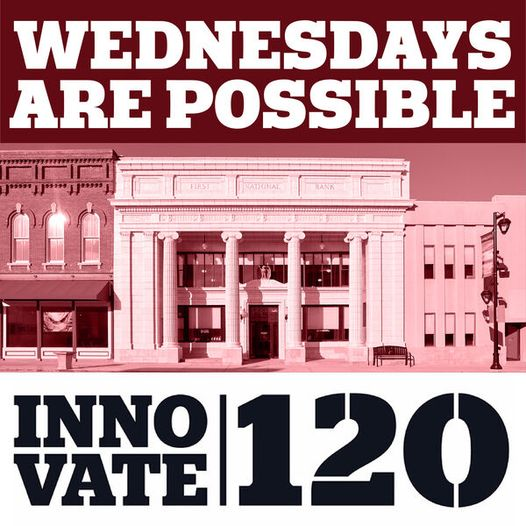 WEDNESDAYS
ARE POSSIBLE
FIRST NATIONAL BANK
INNO
VATE
120